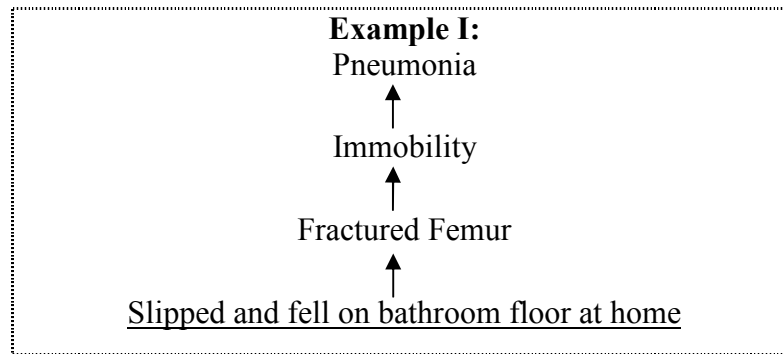 Example I:
Pneumonia
Immobility
Fractured Femur
Slipped and fell on bathroom floor at home